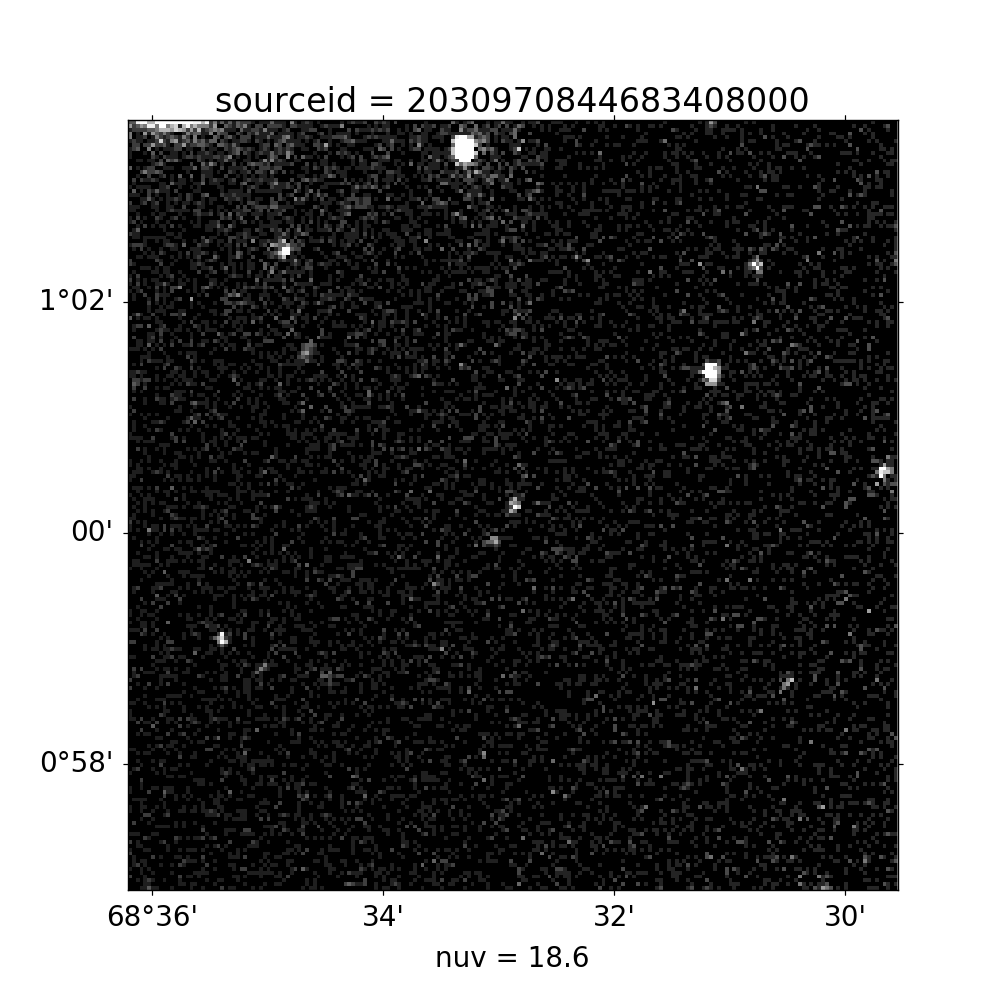 sourceid = 2030970844683408000
1°02'
00'
0°58'
68°36' 34' 32' 30'
nuv = 18.6